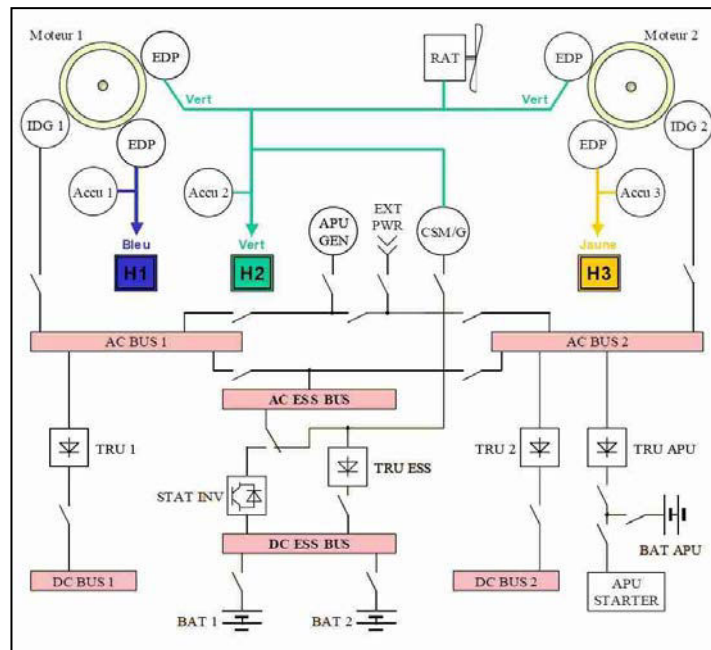 Moteur 1
EDP
RAT
EDP
Moteur 2
Vert
Vert
IDG 1
EDP
EDP
IDG 2
Accu 1
Accu 2
APU
GEN
EXT
PWR
CSM/G
Accu 3
Bleu
Vert
Jaune
H1
H2
H3
AC BUS 1
AC BUS 2
AC ESS BUS
TRU 1
TRU ESS
TRU 2
TRU APU
STAT INV
DC ESS BUS
BAT APU
DC BUS 1
DC BUS 2
APU
STARTER
BAT 1
BAT 2